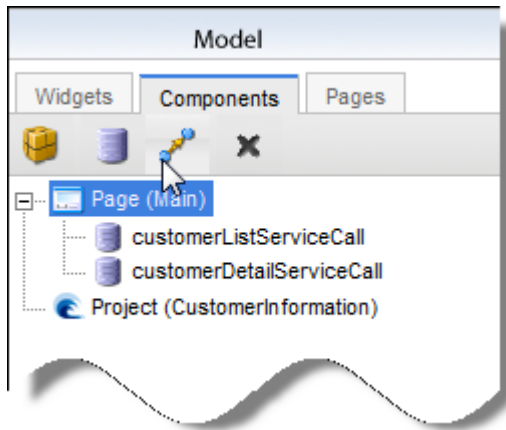 Model
Widgets Components Pages
Page (Main)
customerListServiceCall
customerDetailServiceCall
Project (CustomerInformation)